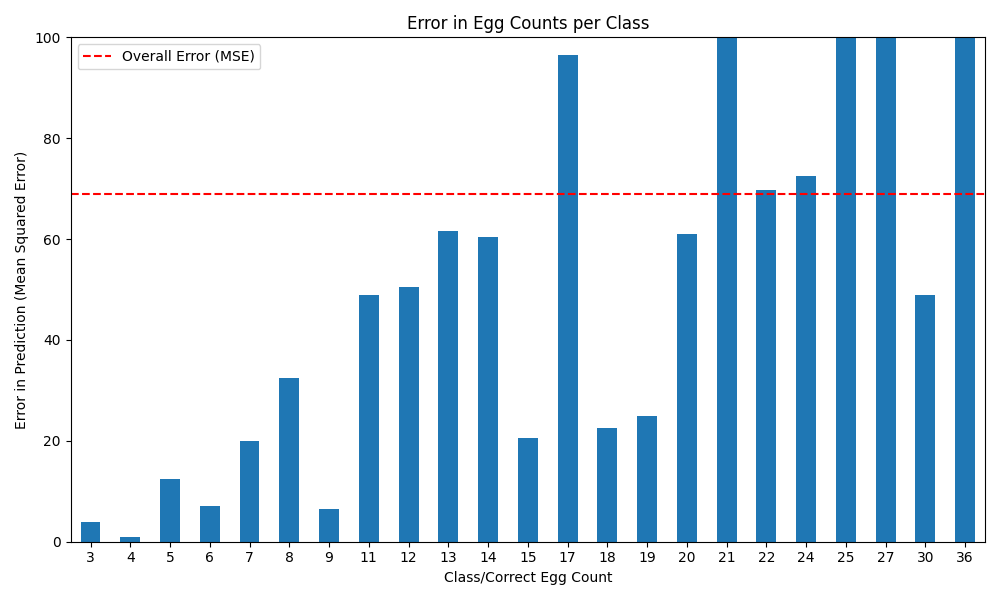 Error in Egg Counts per Class
Overall Error (MSE)
Error in Prediction (Mean Squared Error)
100
80
60
40
20
0
3 4 5 6 7 8 9 11 12 13 14 15 17 18 19 20 21 22 24 25 27 30 36
Class/Correct Egg Count